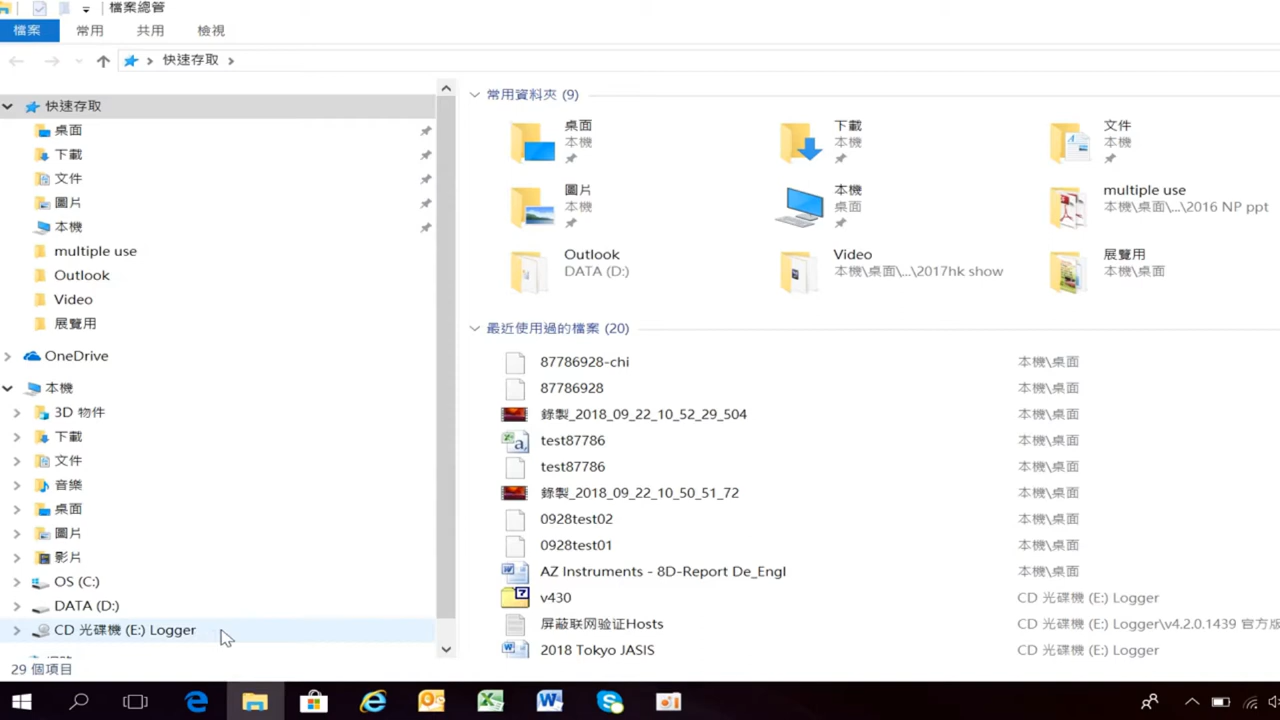 檔案總管
檔案 常用 共用 檢視
快速存取
快速存取
桌面
下載
文件
圖片
本機
multiple use
Outlook
Video
展覽用
OneDrive
本機
3D 物件
下載
文件
音樂
桌面
圖片
影片
OS (C:)
DATA (D:)
CD 光碟機 (E:) Logger
29 個項目
常用資料夾 (9)
桌面
本機
下載
本機
文件
本機
圖片
本機
本機
桌面
multiple use
本機\桌面\...\2016 NP ppt
Outlook
DATA (D:)
Video
本機\桌面\...\2017hk show
展覽用
本機\桌面
最近使用過的檔案 (20)
87786928-chi 本機\桌面
87786928 本機\桌面
錄製_2018_09_22_10_52_29_504 本機\桌面
test87786 本機\桌面
test87786 本機\桌面
錄製_2018_09_22_10_50_51_72 本機\桌面
0928test02 本機\桌面
0928test01 本機\桌面
AZ Instruments - 8D-Report De_Engl 本機\桌面
v430 CD 光碟機 (E:) Logger
屏蔽联网验证Hosts CD 光碟機 (E:) Logger\v4.2.0.1439 官方版
2018 Tokyo JASIS CD 光碟機 (E:) Logger